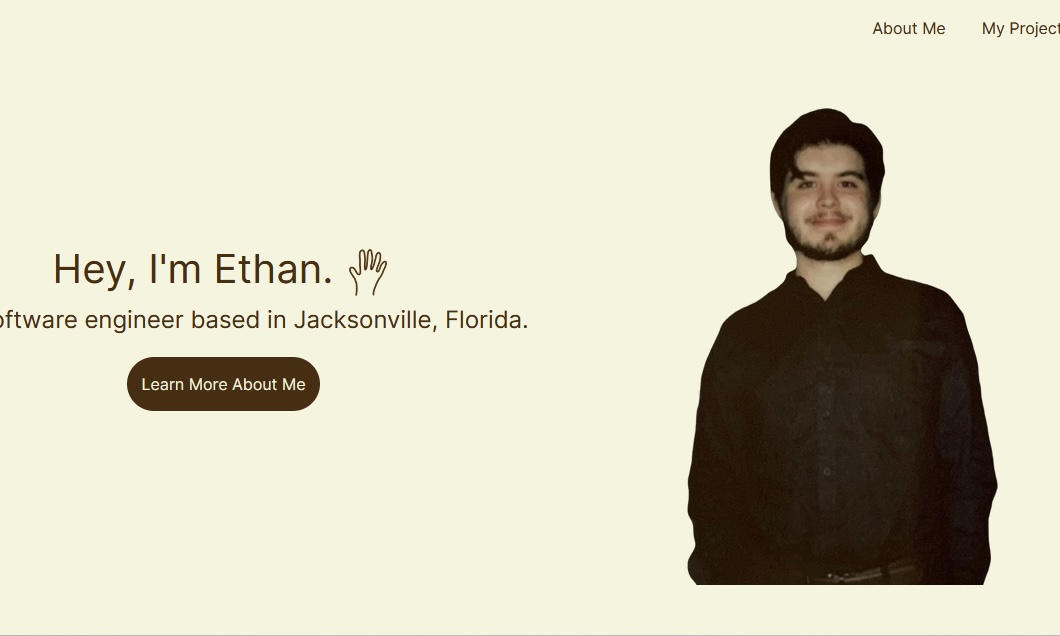 About Me My Project
Hey, I'm Ethan.
oftware engineer based in Jacksonville, Florida.
Learn More About Me